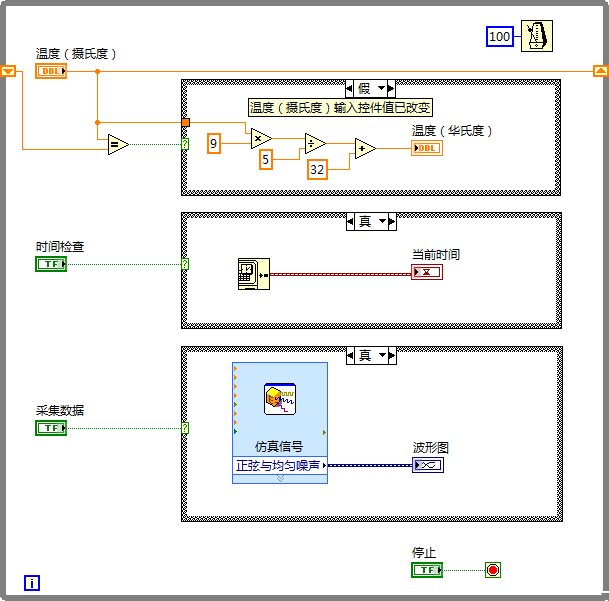 100
温度（摄氏度）
DBL
假
温度（摄氏度）输入控件值已改变
温度（华氏度）
DBL
9
5
32
真
时间检查
TF
当前时间
真
采集数据
TF
仿真信号
正弦与均匀噪声
波形图
停止
TF
i